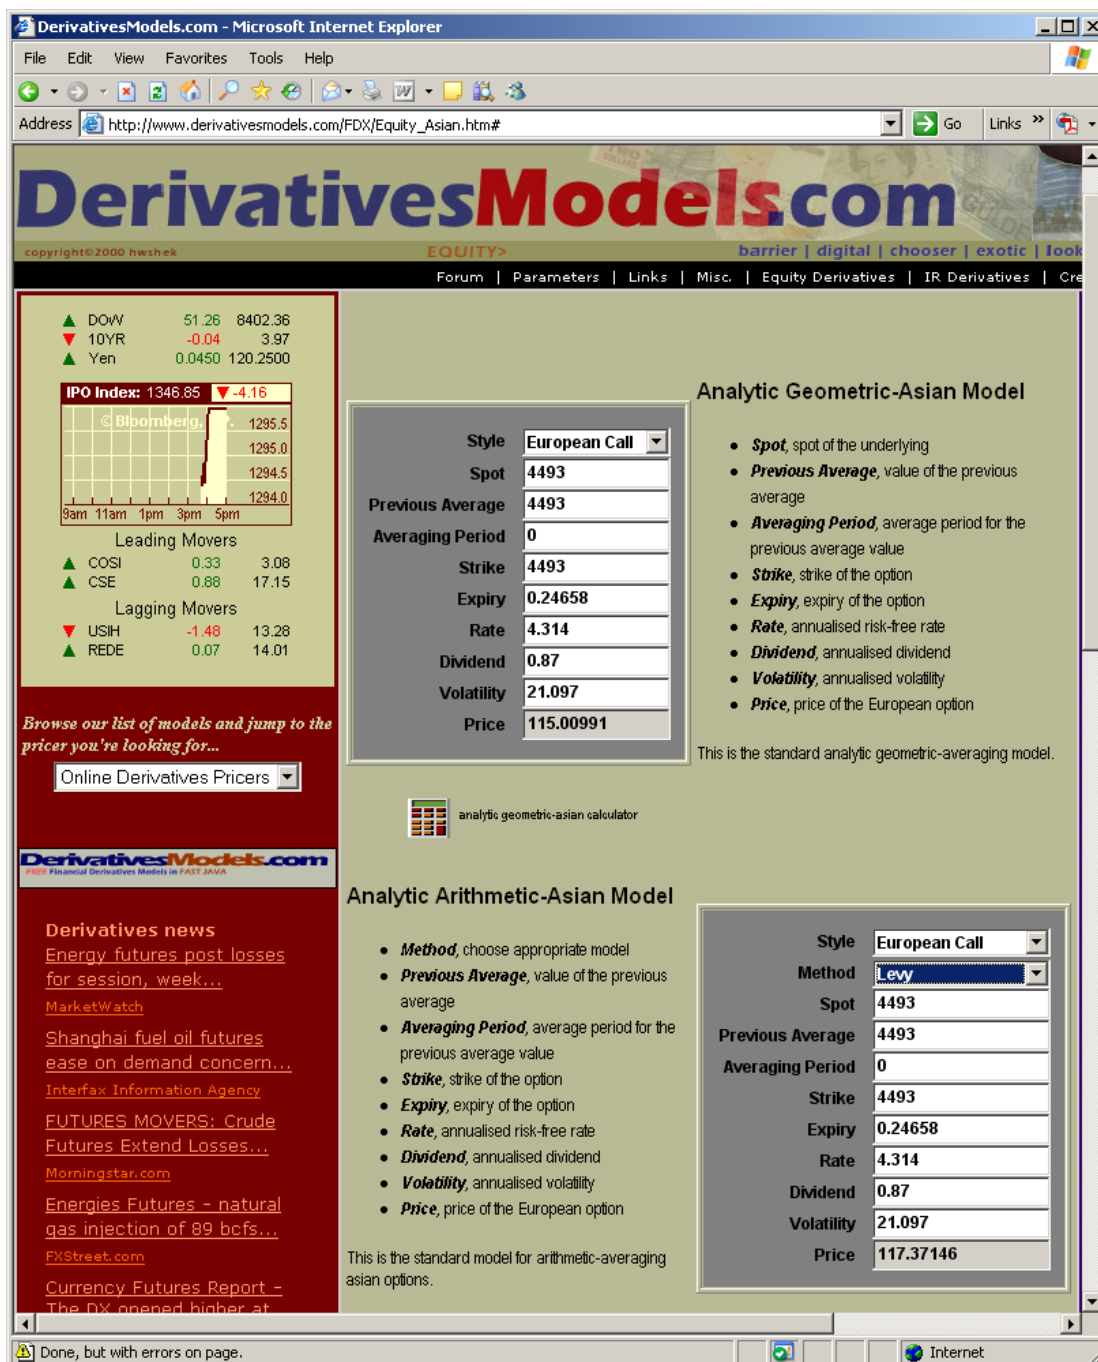 DerivativesModels.com - Microsoft Internet Explorer
File Edit View Favorites Tools Help
Address http://www.derivativesmodels.com/FDX/Equity_Asian.htm# Go Links »
DerivativesModels.com
copyright©2000 hwshek EQUITY> barrier | digital | chooser | exotic | look
Forum | Parameters | Links | Misc. | Equity Derivatives | IR Derivatives | Cre
DOW 51.26 8402.36
10YR -0.04 3.97
Yen 0.0450 120.2500
IPO Index: 1346.85 -4.16
© Bloomberg, P. 1295.5
1295.0
1294.5
1294.0
9am 11am 1pm 3pm 5pm
Leading Movers
COSI 0.33 3.08
CSE 0.88 17.15
Lagging Movers
USIH -1.48 13.28
REDE 0.07 14.01
Browse our list of models and jump to the
pricer you're looking for...
Online Derivatives Pricers
DerivativesModels.com
FREE Financial Derivatives Models in FAST JAVA
Derivatives news
Energy futures post losses
for session, week...
MarketWatch
Shanghai fuel oil futures
ease on demand concern...
Interfax Information Agency
FUTURES MOVERS: Crude
Futures Extend Losses...
Morningstar.com
Energies Futures - natural
gas injection of 89 bcfs...
FXStreet.com
Currency Futures Report -
The DX opened higher at
Style European Call
Spot 4493
Previous Average 4493
Averaging Period 0
Strike 4493
Expiry 0.24658
Rate 4.314
Dividend 0.87
Volatility 21.097
Price 115.00991
Analytic Geometric-Asian Model
• Spot, spot of the underlying
• Previous Average, value of the previous
average
• Averaging Period, average period for the
previous average value
• Strike, strike of the option
• Expiry, expiry of the option
• Rate, annualised risk-free rate
• Dividend, annualised dividend
• Volatility, annualised volatility
• Price, price of the European option
This is the standard analytic geometric-averaging model.
analytic geometric-asian calculator
Analytic Arithmetic-Asian Model
• Method, choose appropriate model
• Previous Average, value of the previous
average
• Averaging Period, average period for the
previous average value
• Strike, strike of the option
• Expiry, expiry of the option
• Rate, annualised risk-free rate
• Dividend, annualised dividend
• Volatility, annualised volatility
• Price, price of the European option
This is the standard model for arithmetic-averaging
asian options.
Style European Call
Method Levy
Spot 4493
Previous Average 4493
Averaging Period 0
Strike 4493
Expiry 0.24658
Rate 4.314
Dividend 0.87
Volatility 21.097
Price 117.37146
Done, but with errors on page. Internet